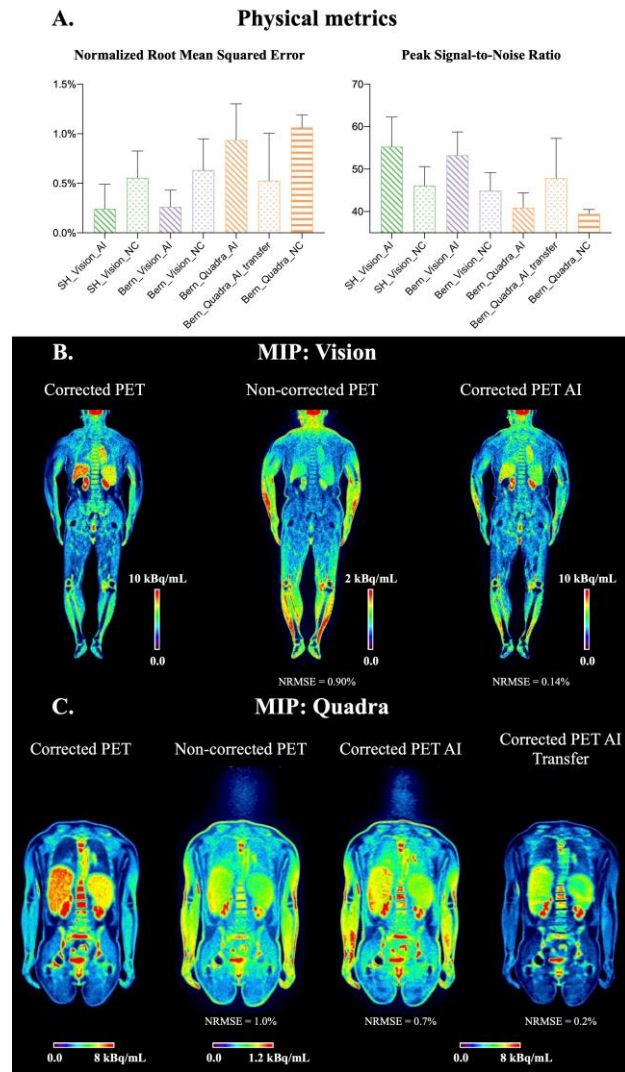 A. Physical metrics
Normalized Root Mean Squared Error
1.5%
1.0%
0.5%
0.0%
SH_Vision_AI
SH_Vision_NC
Bern_Vision_AI
Bern_Vision_NC
Bern_Quadra_AI
Bern_Quadra_AI_transfer
Bern_Quadra_NC
Peak Signal-to-Noise Ratio
70
60
50
40
SH_Vision_AI
SH_Vision_NC
Bern_Vision_AI
Bern_Vision_NC
Bern_Quadra_AI
Bern_Quadra_AI_transfer
Bern_Quadra_NC
B. MIP: Vision
Corrected PET
Non-corrected PET
Corrected PET AI
10 kBq/mL
0.0
2 kBq/mL
0.0
10 kBq/mL
0.0
NRMSE = 0.90%
NRMSE = 0.14%
C. MIP: Quadra
Corrected PET
Non-corrected PET
Corrected PET AI
Corrected PET AI
Transfer
NRMSE = 1.0%
NRMSE = 0.7%
NRMSE = 0.2%
0.0 8 kBq/mL
0.0 1.2 kBq/mL
0.0 8 kBq/mL